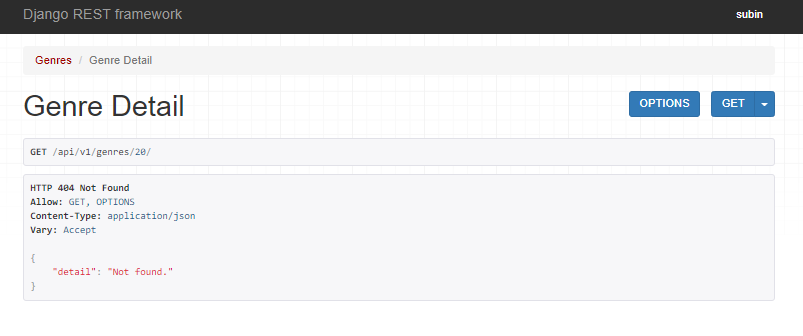 Django REST framework
subin
Genres / Genre Detail
Genre Detail
OPTIONS
GET
GET /api/v1/genres/20/
HTTP 404 Not Found
Allow: GET, OPTIONS
Content-Type: application/json
Vary: Accept
{
"detail": "Not found."
}